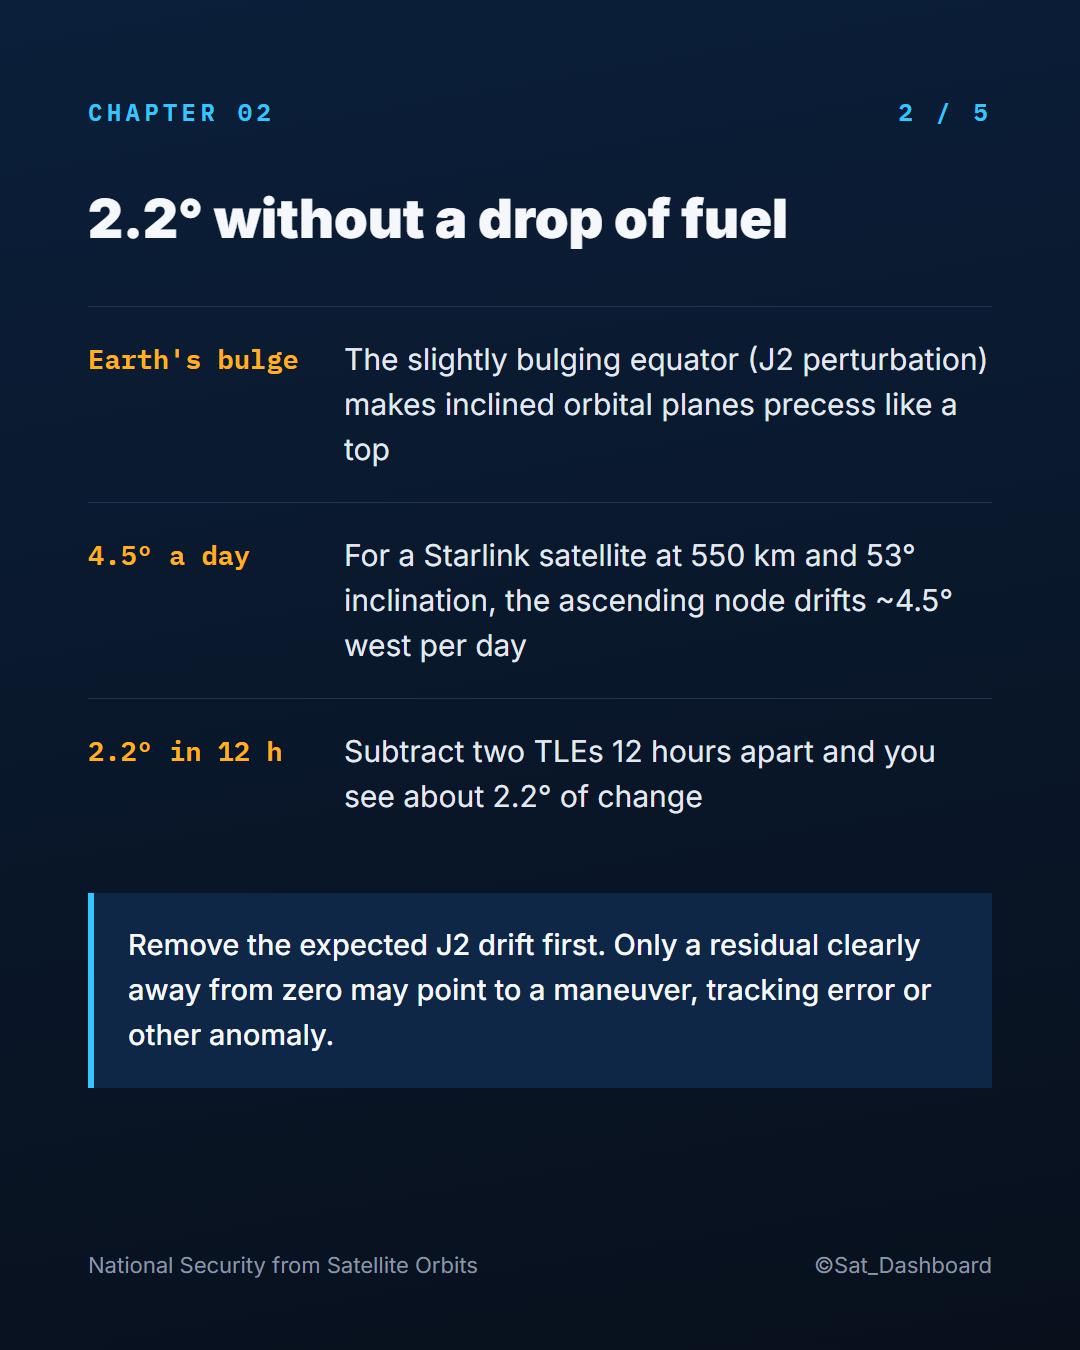 CHAPTER 02
2 / 5
2.2° without a drop of fuel
Earth's bulge
The slightly bulging equator (J2 perturbation)
makes inclined orbital planes precess like a
top
4.5° a day
For a Starlink satellite at 550 km and 53°
inclination, the ascending node drifts ~4.5°
west per day
2.2° in 12 h
Subtract two TLEs 12 hours apart and you
see about 2.2° of change
Remove the expected J2 drift first. Only a residual clearly
away from zero may point to a maneuver, tracking error or
other anomaly.
National Security from Satellite Orbits
©Sat_Dashboard